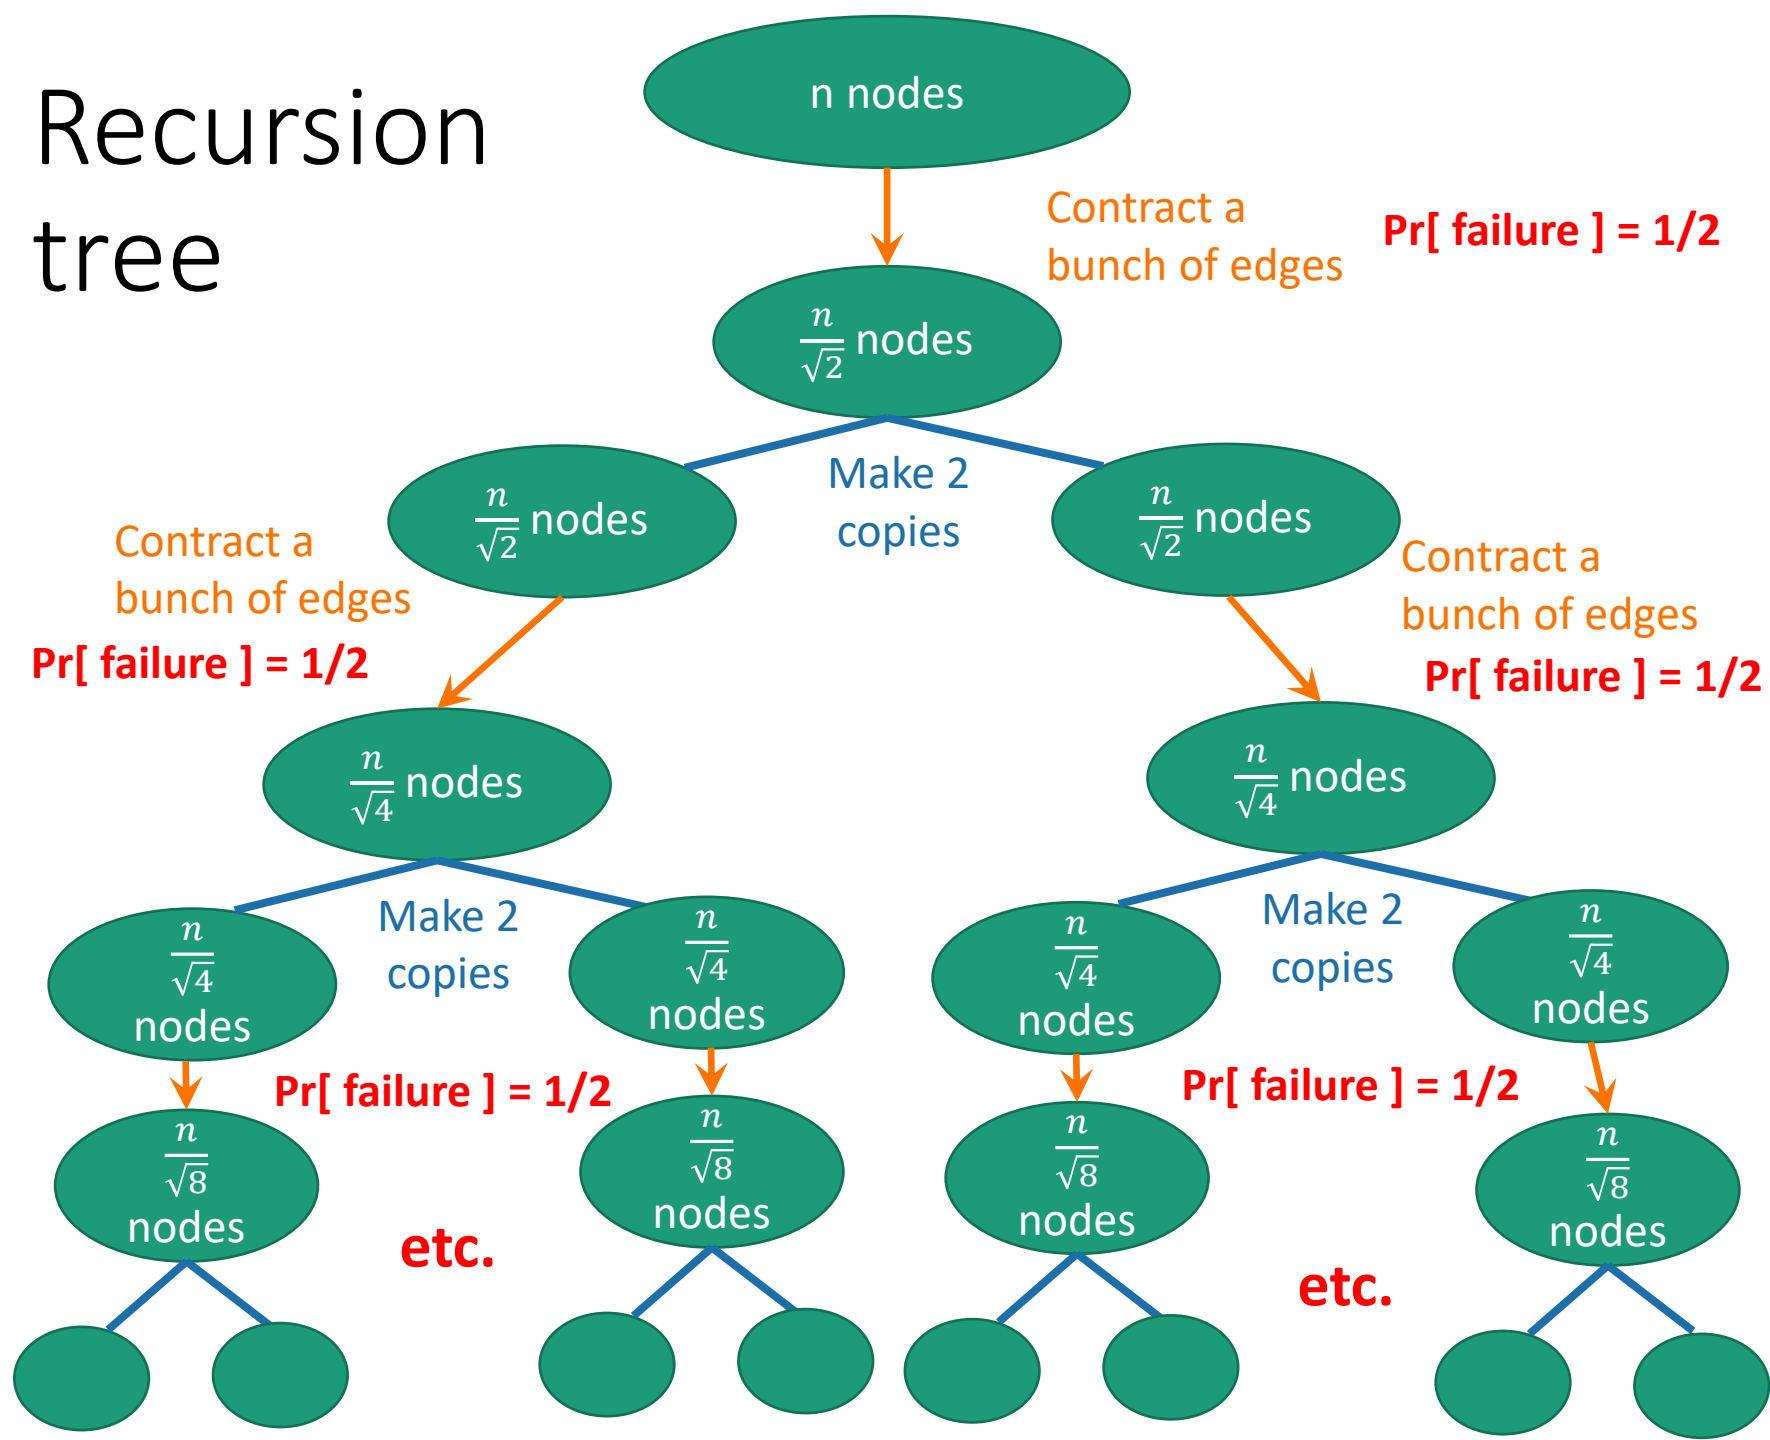 Recursion
tree
n nodes
Contract a
bunch of edges
Pr[ failure ] = 1/2
n/√2 nodes
Make 2
copies
n/√2 nodes
n/√2 nodes
Contract a
bunch of edges
Pr[ failure ] = 1/2
Contract a
bunch of edges
Pr[ failure ] = 1/2
n/√4 nodes
n/√4 nodes
Make 2
copies
Make 2
copies
n/√4
nodes
n/√4
nodes
n/√4
nodes
n/√4
nodes
Pr[ failure ] = 1/2
Pr[ failure ] = 1/2
n/√8
nodes
n/√8
nodes
n/√8
nodes
n/√8
nodes
etc.
etc.